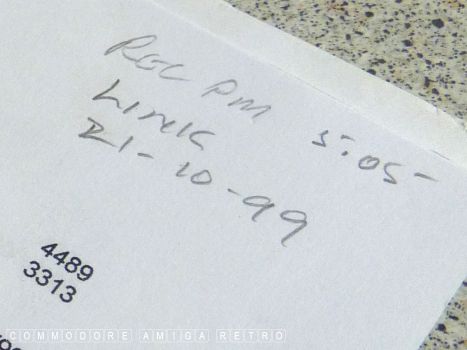 REC PM 5:05
LINK
21-10-99
4489
3313
COMMODORE AMIGA RETRO